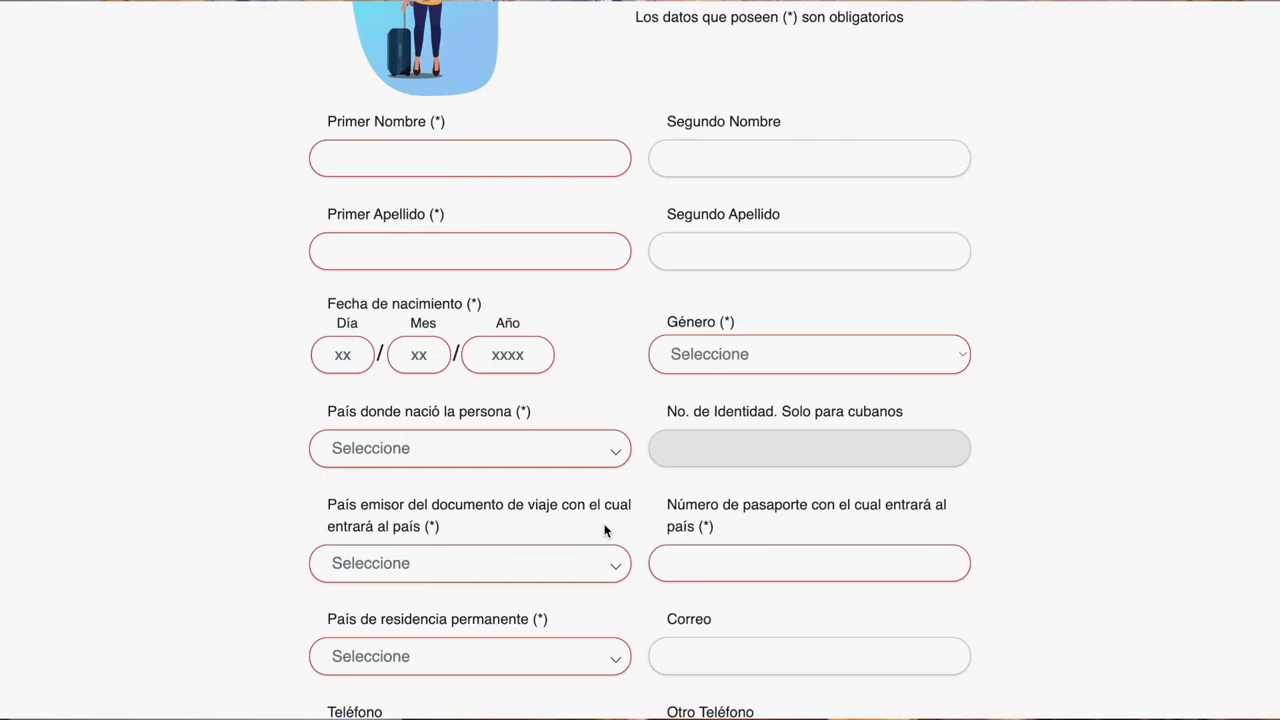 Los datos que poseen (*) son obligatorios
Primer Nombre (*)
Segundo Nombre
Primer Apellido (*)
Segundo Apellido
Fecha de nacimiento (*)
Día
Mes
Año
Género (*)
xx
/
xx
/
xxxx
Seleccione
País donde nació la persona (*)
No. de Identidad. Solo para cubanos
Seleccione
País emisor del documento de viaje con el cual
entrará al país (*)
Número de pasaporte con el cual entrará al
país (*)
Seleccione
País de residencia permanente (*)
Correo
Seleccione
Teléfono
Otro Teléfono